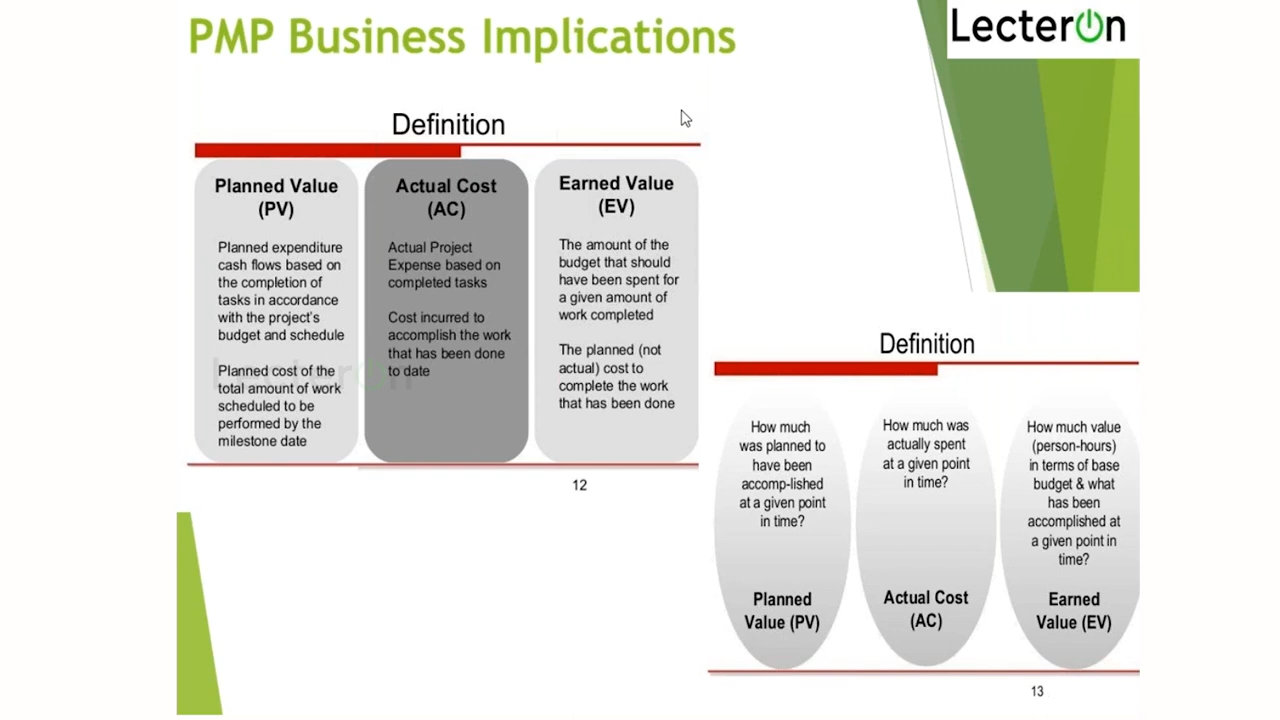 PMP Business Implications
LecterOn
Definition
Planned Value
(PV)
Planned expenditure
cash flows based on
the completion of
tasks in accordance
with the project's
budget and schedule
Planned cost of the
total amount of work
scheduled to be
performed by the
milestone date
Actual Cost
(AC)
Actual Project
Expense based on
completed tasks
Cost incurred to
accomplish the work
that has been done
to date
Earned Value
(EV)
The amount of the
budget that should
have been spent for
a given amount of
work completed
The planned (not
actual) cost to
complete the work
that has been done
LecterOn
12
Definition
How much
was planned to
have been
accomp-lished
at a given point
in time?
Planned
Value (PV)
How much was
actually spent
at a given point
in time?
Actual Cost
(AC)
How much value
(person-hours)
in terms of base
budget & what
has been
accomplished at
a given point in
time?
Earned
Value (EV)
13